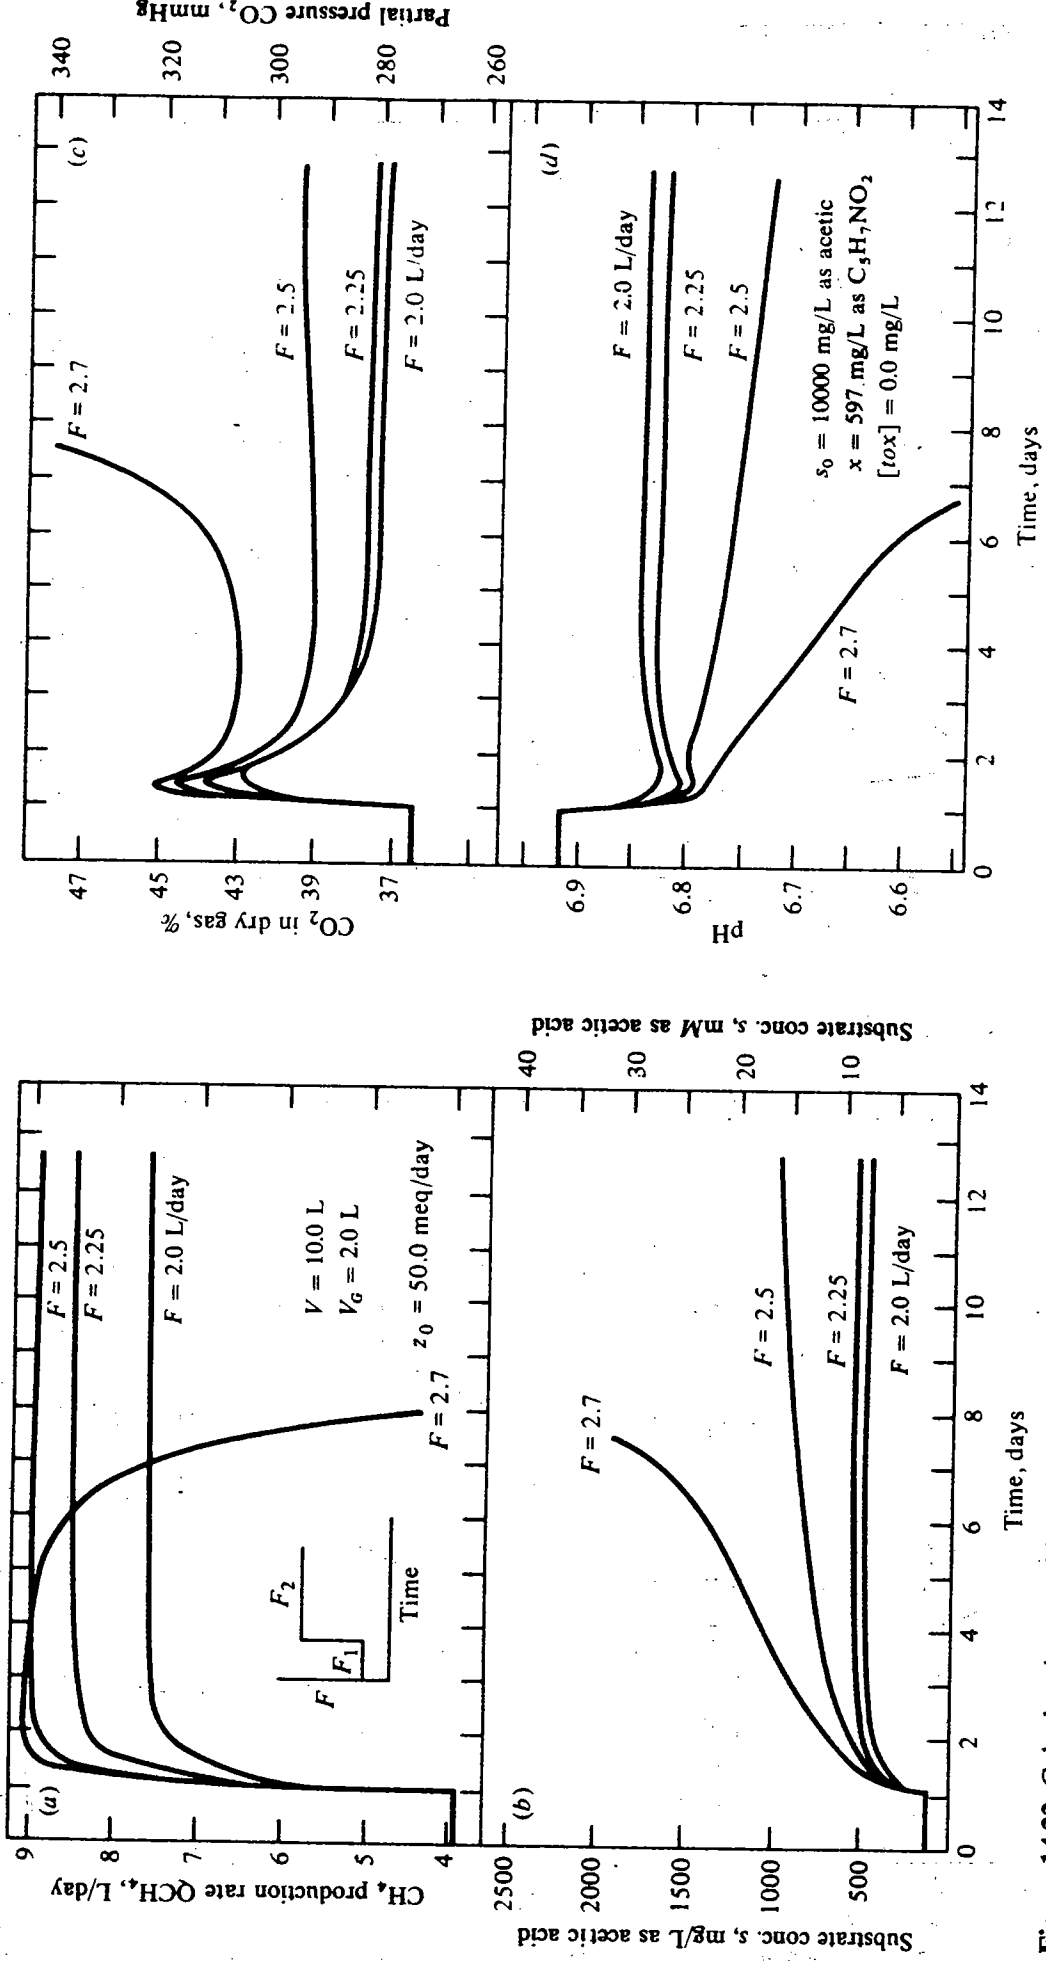 (a)
CH₄ production rate QCH₄, L/day
9
8
7
6
5
4
F = 2.5
F = 2.25
F = 2.0 L/day
V = 10.0 L
V_G = 2.0 L
z₀ = 50.0 meq/day
F = 2.7
F
F₁
F₂
Time
(b)
Substrate conc. s, mg/L as acetic acid
2500
2000
1500
1000
500
F = 2.7
F = 2.5
F = 2.25
F = 2.0 L/day
Substrate conc. s, mM as acetic acid
40
30
20
10
0 2 4 6 8 10 12 14
Time, days
(c)
CO₂ in dry gas, %
47
45
43
39
37
F = 2.7
F = 2.5
F = 2.25
F = 2.0 L/day
Partial pressure CO₂, mmHg
340
320
300
280
260
(d)
pH
6.9
6.8
6.7
6.6
F = 2.0 L/day
F = 2.25
F = 2.5
F = 2.7
s₀ = 10000 mg/L as acetic
x = 597 mg/L as C₅H₇NO₂
[tox] = 0.0 mg/L
0 2 4 6 8 10 12 14
Time, days